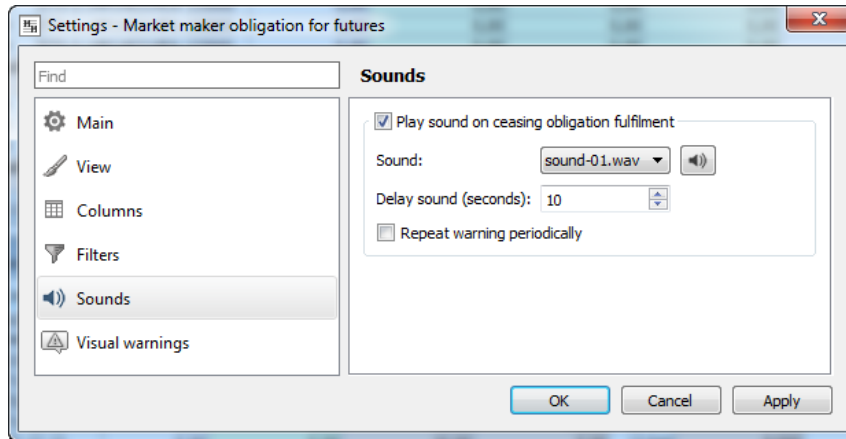 Settings - Market maker obligation for futures
Find
Main
View
Columns
Filters
Sounds
Visual warnings
Sounds
Play sound on ceasing obligation fulfilment
Sound: sound-01.wav
Delay sound (seconds): 10
Repeat warning periodically
OK Cancel Apply